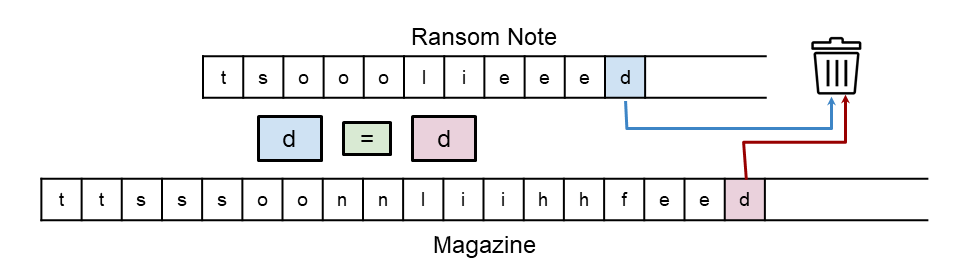 Ransom Note
t s o o o l i e e e d
d = d
t t s s s o o n n l i i h h f e e d
Magazine